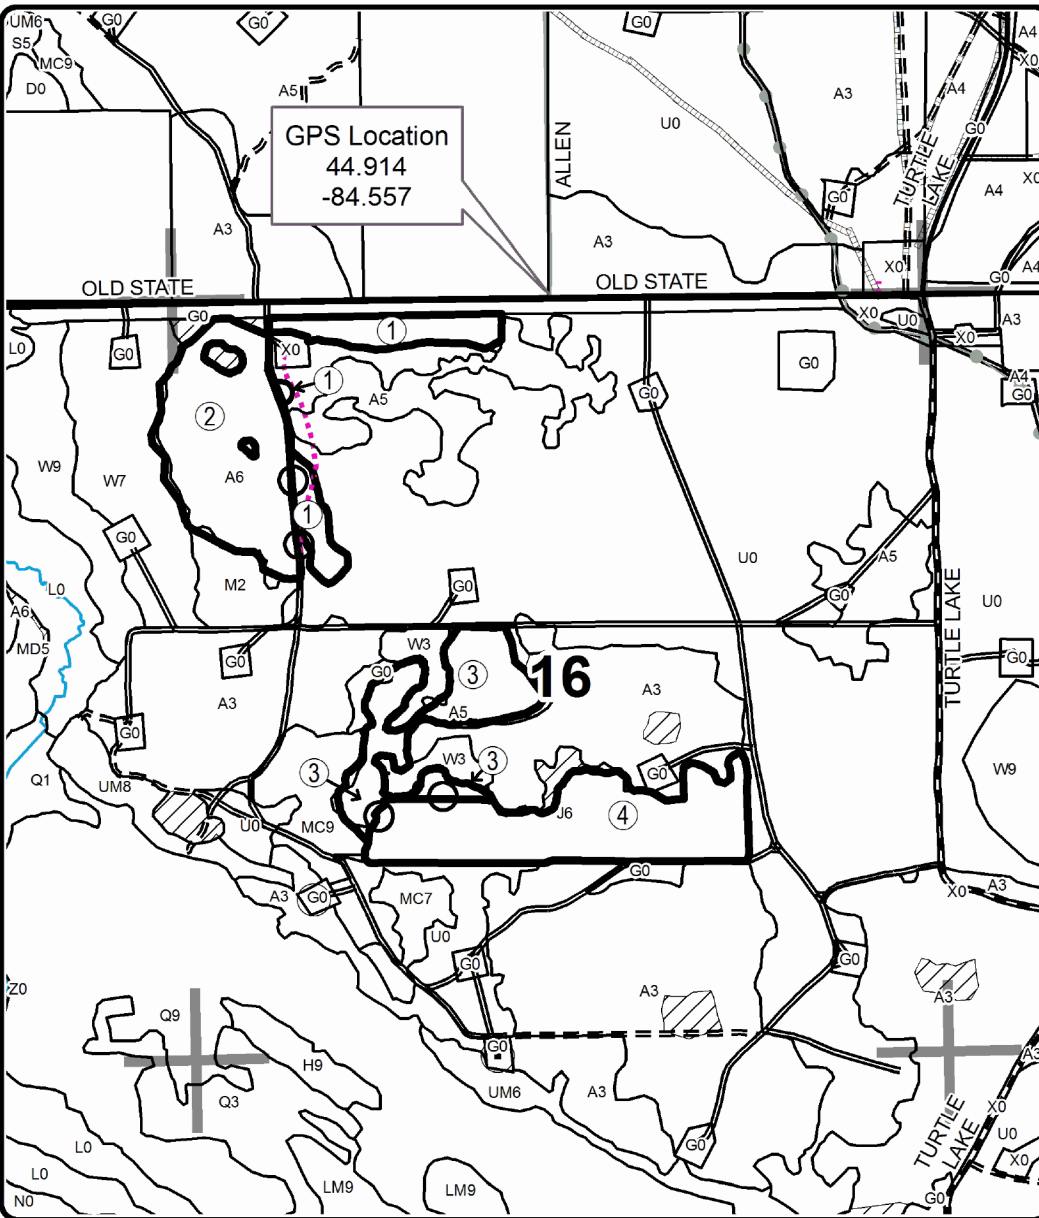 UM6
G0
G0
G0
A4
S5
MC9
X0
D0
A5
A3
A4
U0
G0
GPS Location
44.914
-84.557
ALLEN
TURTLE
LAKE
G0
A4
X0
A3
A3
X0
A4
G0
OLD STATE
OLD STATE
G0
X0
U0
A3
1
L0
G0
X0
X0
G0
1
A5
A4
G0
G0
2
W9
W7
A6
1
G0
U0
A5
L0
M2
G0
G0
U0
A6
MD5
TURTLE LAKE
W3
G0
G0
3
16
A3
G0
A3
A5
G0
W3
3
3
G0
W9
Q1
UM8
J6
4
U0
MC9
G0
A3
G0
MC7
X0
A3
U0
G0
G0
Z0
A3
A3
Q9
G0
H9
A3
UM6
A3
Q3
X0
TURTLE
LAKE
U0
L0
G0
X0
L0
LM9
LM9
N0
G0